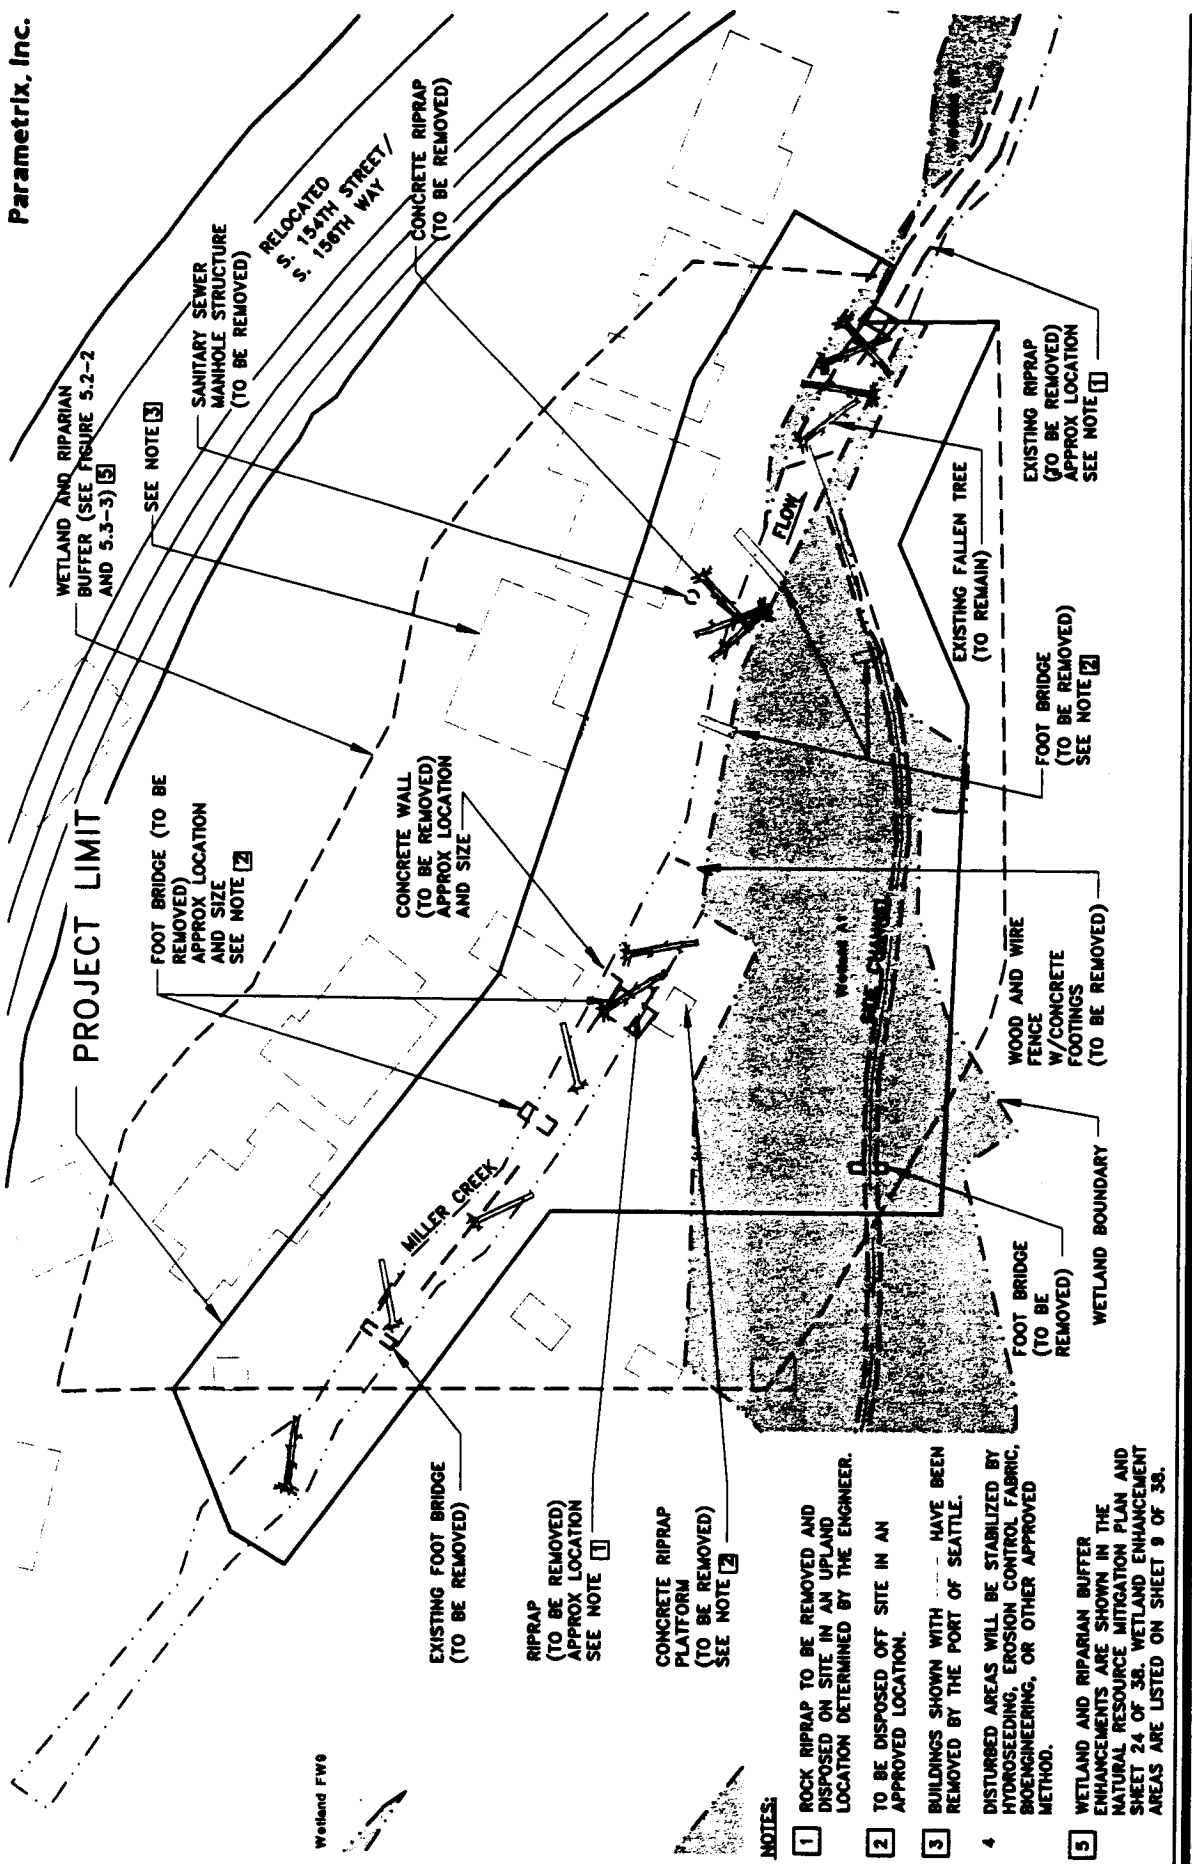 Parametrix, Inc.
WETLAND AND RIPARIAN
BUFFER (SEE FIGURE 5.2-2
AND 5.3-3) 5
SEE NOTE 3
SANITARY SEWER
MANHOLE STRUCTURE
(TO BE REMOVED)
RELOCATED
S. 154TH STREET/
S. 156TH WAY
CONCRETE RIPRAP
(TO BE REMOVED)
PROJECT LIMIT
FOOT BRIDGE (TO BE
REMOVED)
APPROX LOCATION
AND SIZE
SEE NOTE 2
CONCRETE WALL
(TO BE REMOVED)
APPROX LOCATION
AND SIZE
MILLER CREEK
FLOW
Wetland A1
SIDE CHANNEL
EXISTING FOOT BRIDGE
(TO BE REMOVED)
RIPRAP
(TO BE REMOVED)
APPROX LOCATION
SEE NOTE 1
CONCRETE RIPRAP
PLATFORM
(TO BE REMOVED)
SEE NOTE 2
FOOT BRIDGE
(TO BE
REMOVED)
WETLAND BOUNDARY
WOOD AND WIRE
FENCE
W/CONCRETE
FOOTINGS
(TO BE REMOVED)
FOOT BRIDGE
(TO BE REMOVED)
SEE NOTE 2
EXISTING FALLEN TREE
(TO REMAIN)
EXISTING RIPRAP
(TO BE REMOVED)
APPROX LOCATION
SEE NOTE 1
Wetland FW9
NOTES:
1 ROCK RIPRAP TO BE REMOVED AND
DISPOSED ON SITE IN AN UPLAND
LOCATION DETERMINED BY THE ENGINEER.
2 TO BE DISPOSED OFF SITE IN AN
APPROVED LOCATION.
3 BUILDINGS SHOWN WITH ---- HAVE BEEN
REMOVED BY THE PORT OF SEATTLE.
4 DISTURBED AREAS WILL BE STABILIZED BY
HYDROSEEDING, EROSION CONTROL FABRIC,
BIOENGINEERING, OR OTHER APPROVED
METHOD.
5 WETLAND AND RIPARIAN BUFFER
ENHANCEMENTS ARE SHOWN IN THE
NATURAL RESOURCE MITIGATION PLAN AND
SHEET 24 OF 38. WETLAND ENHANCEMENT
AREAS ARE LISTED ON SHEET 9 OF 38.